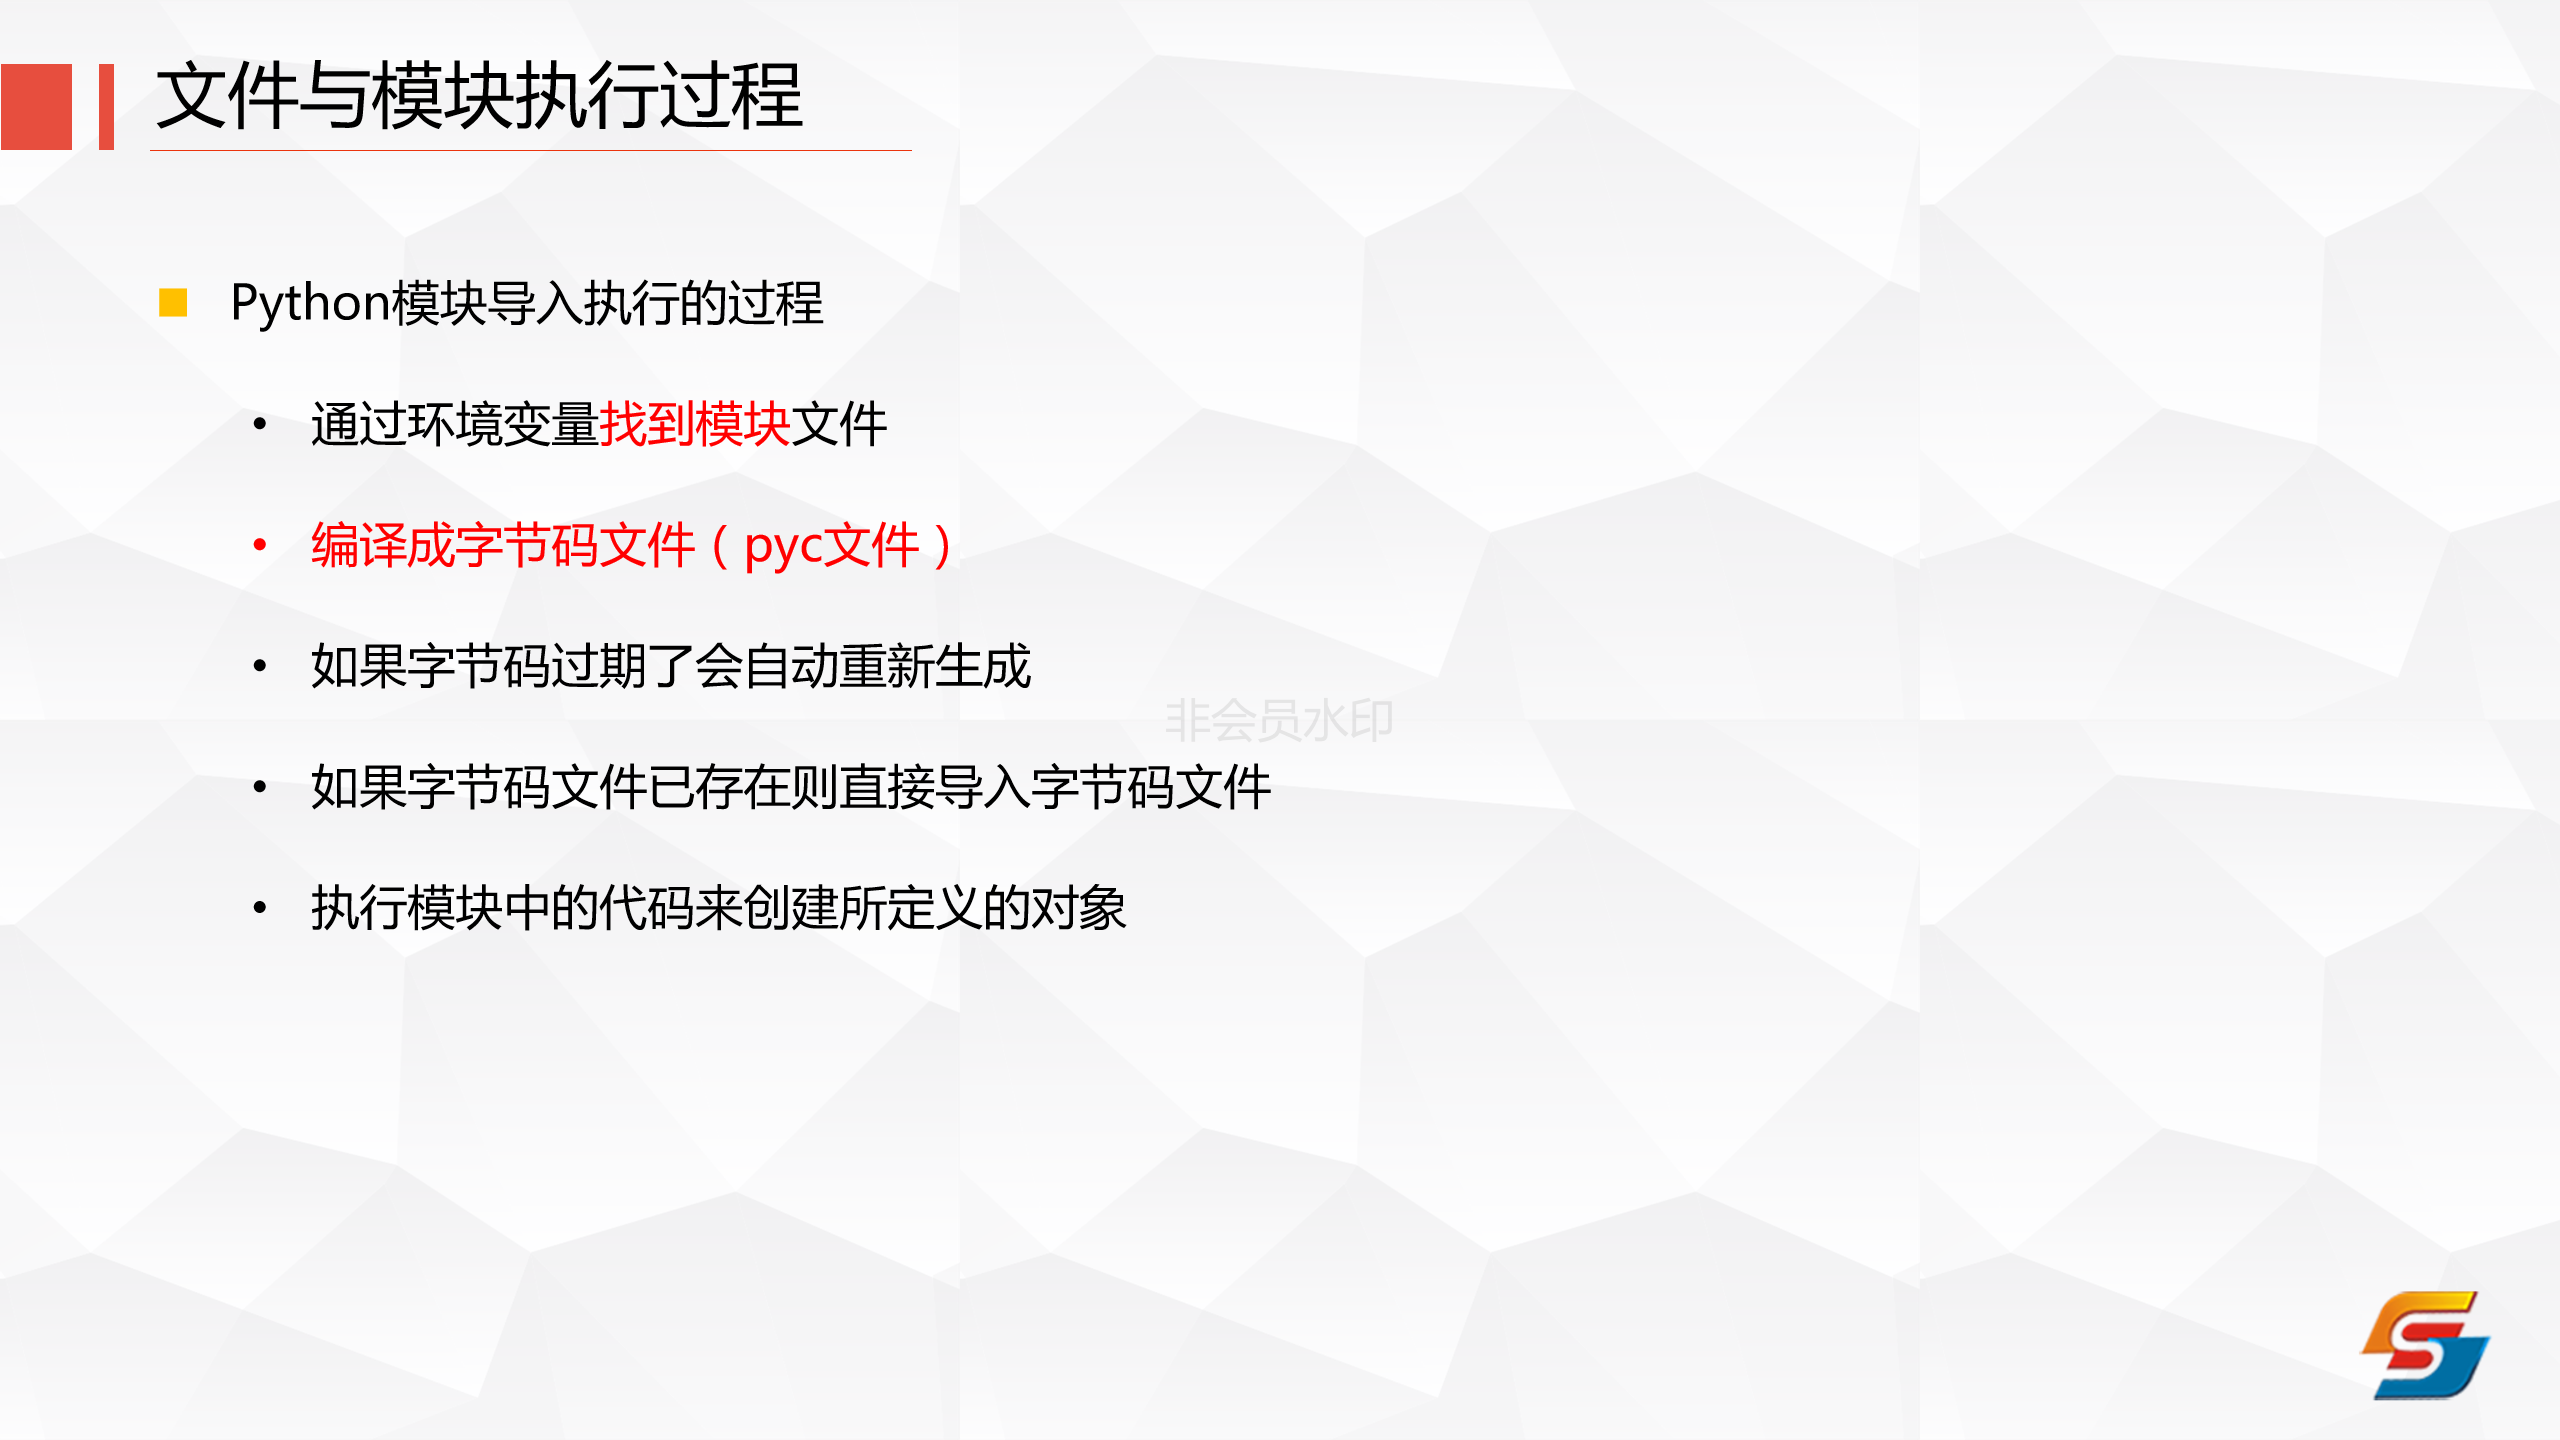 文件与模块执行过程
Python模块导入执行的过程
• 通过环境变量找到模块文件
• 编译成字节码文件（pyc文件）
• 如果字节码过期了会自动重新生成
非会员水印
• 如果字节码文件已存在则直接导入字节码文件
• 执行模块中的代码来创建所定义的对象